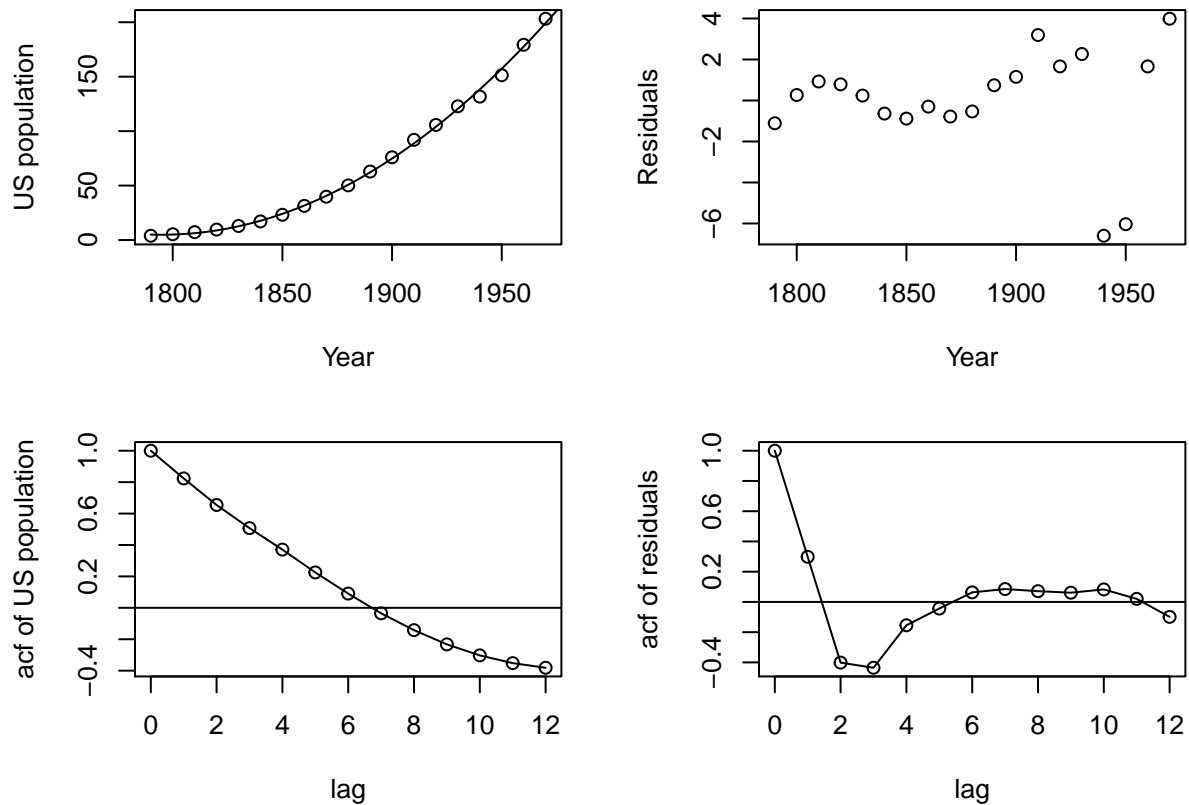 US population
0
50
150
1800 1850 1900 1950
Year
Residuals
−6
−2
2
4
1800 1850 1900 1950
Year
acf of US population
−0.4
0.2
0.6
1.0
0 2 4 6 8 10 12
lag
acf of residuals
−0.4
0.2
0.6
1.0
0 2 4 6 8 10 12
lag